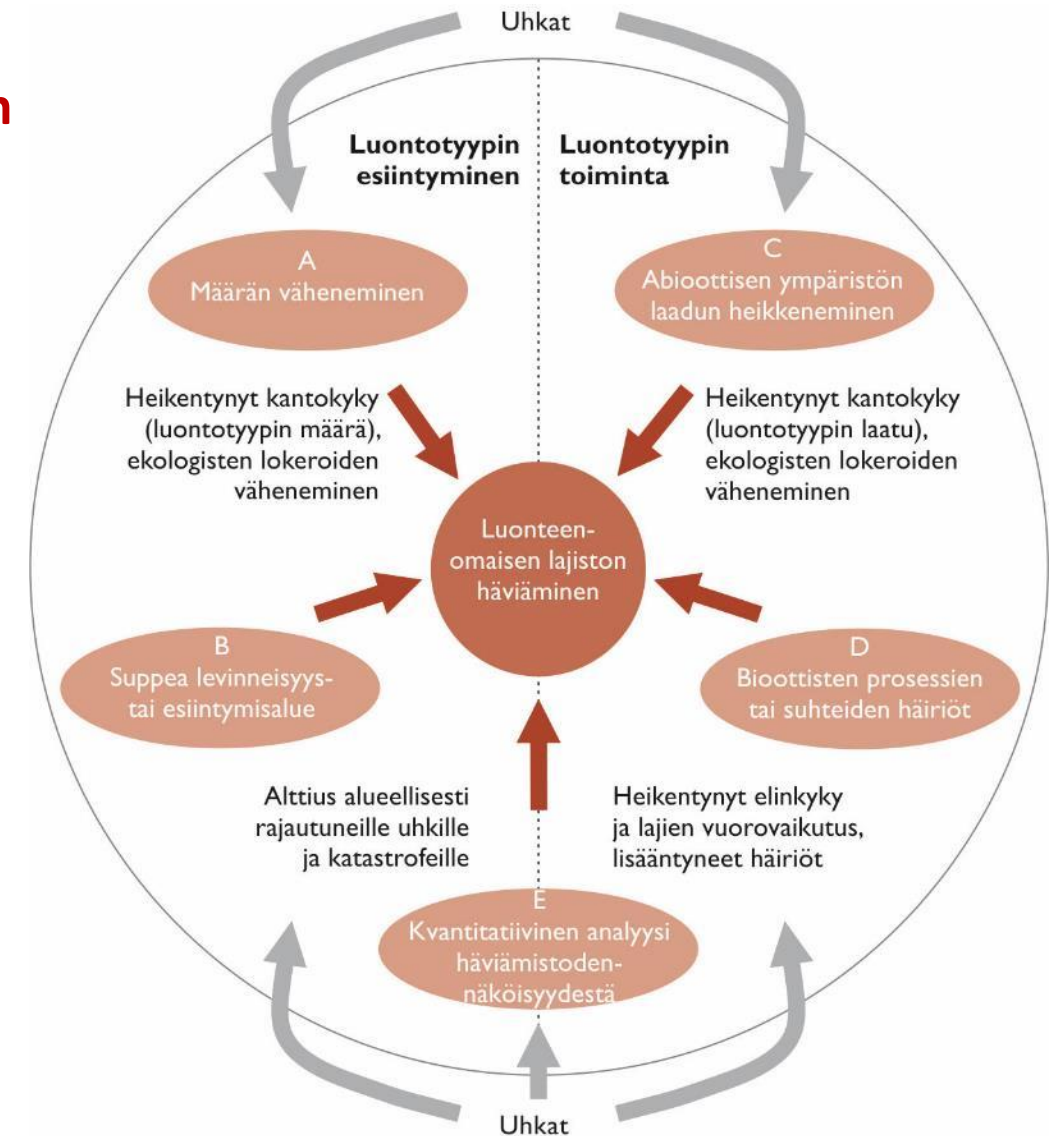 Uhkat
n
Luontotyypin
esiintyminen
Luontotyypin
toiminta
A
Määrän väheneminen
C
Abioottisen ympäristön
laadun heikkeneminen
Heikentynyt kantokyky
(luontotyypin määrä),
ekologisten lokeroiden
väheneminen
Heikentynyt kantokyky
(luontotyypin laatu),
ekologisten lokeroiden
väheneminen
Luonteen-
omaisen lajiston
häviäminen
B
Suppea levinneisyys-
tai esiintymisalue
D
Bioottisten prosessien
tai suhteiden häiriöt
Alttius alueellisesti
rajautuneille uhkille
ja katastrofeille
Heikentynyt elinkyky
ja lajien vuorovaikutus,
lisääntyneet häiriöt
E
Kvantitatiivinen analyysi
häviämistoden-
näköisyydestä
Uhkat